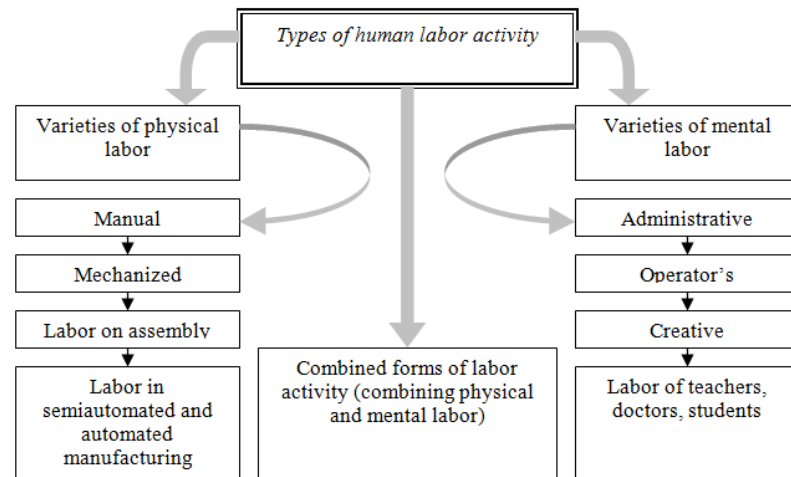 Types of human labor activity
Varieties of physical
labor
Manual
Mechanized
Labor on assembly
Labor in
semiautomated and
automated
manufacturing
Combined forms of labor
activity (combining physical
and mental labor)
Varieties of mental
labor
Administrative
Operator’s
Creative
Labor of teachers,
doctors, students